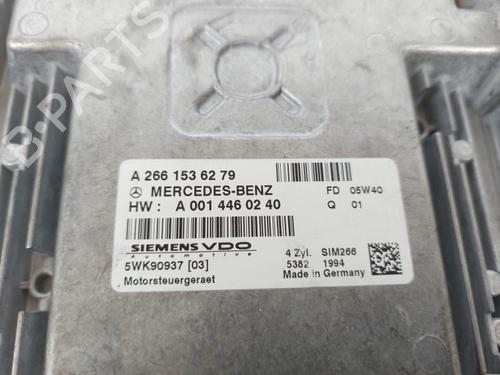 A 266 153 62 79
MERCEDES-BENZ FD 05W40
HW : A 001 446 02 40 Q 01
SIEMENS VDO
Automotive
4 Zyl. SIM266
5WK90937 [03] 5382 1994
Motorsteuergeraet Made in Germany
B-PARTS